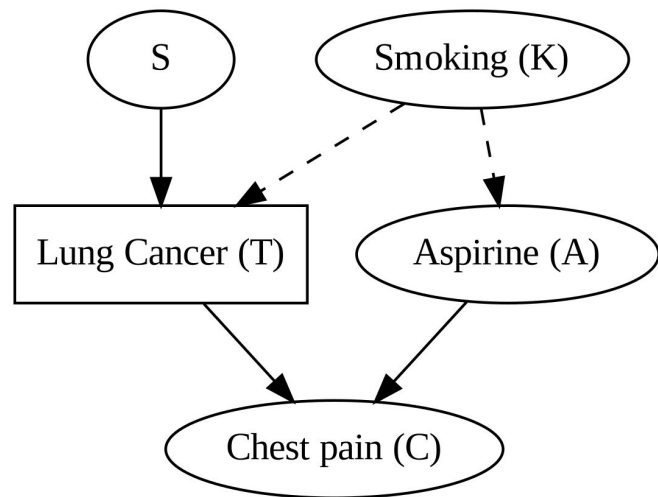 S
Smoking (K)
Lung Cancer (T)
Aspirine (A)
Chest pain (C)